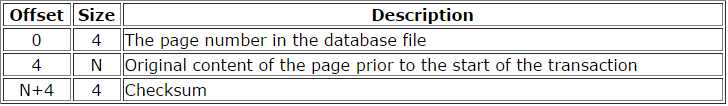 Offset Size Description
0 4 The page number in the database file
4 N Original content of the page prior to the start of the transaction
N+4 4 Checksum